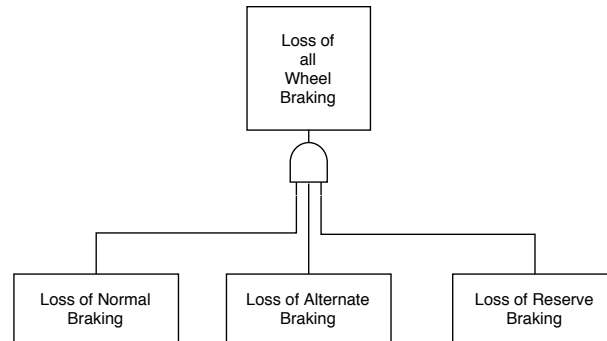 Loss of
all
Wheel
Braking
Loss of Normal
Braking
Loss of Alternate
Braking
Loss of Reserve
Braking